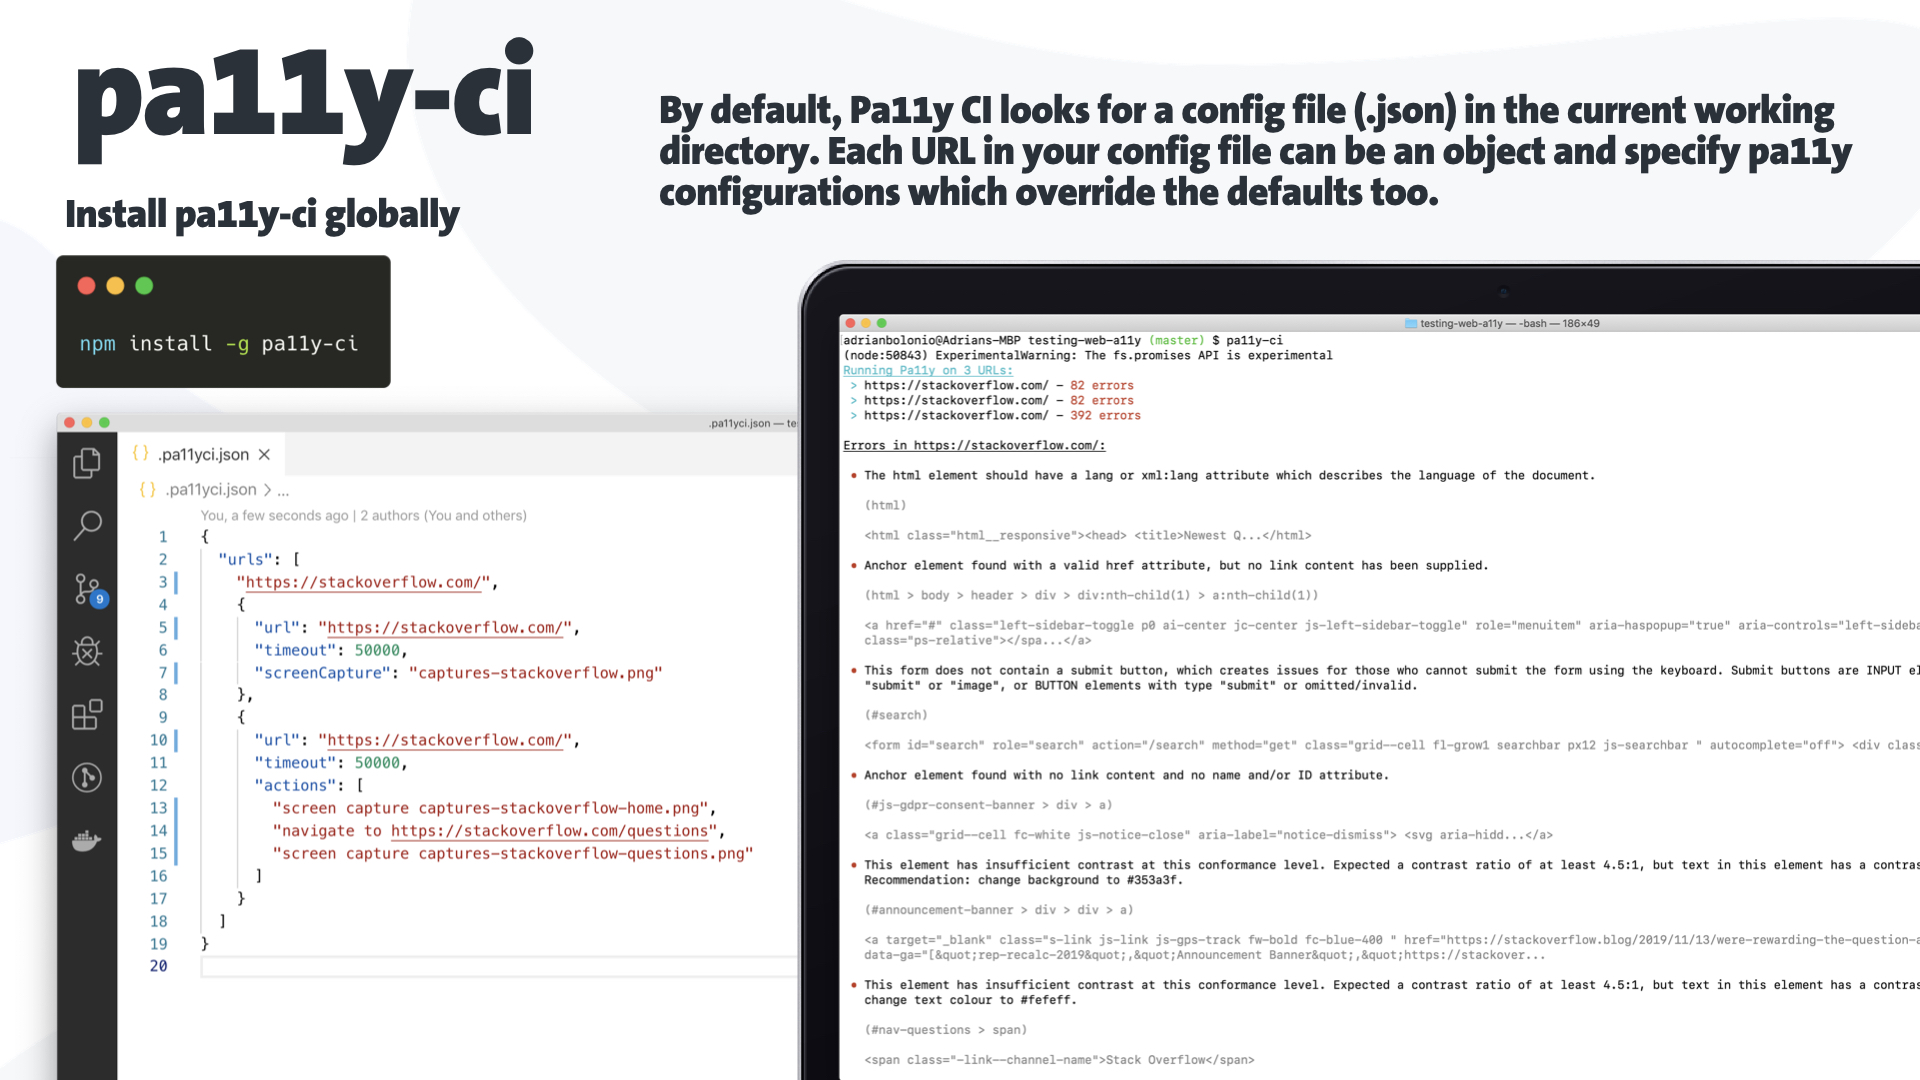 pa11y-ci
Install pa11y-ci globally
npm install -g pa11y-ci
By default, Pa11y CI looks for a config file (.json) in the current working
directory. Each URL in your config file can be an object and specify pa11y
configurations which override the defaults too.
.pa11yci.json — te
{} .pa11yci.json ×
{} .pa11yci.json > ...
You, a few seconds ago | 2 authors (You and others)
1 {
2 "urls": [
3 "https://stackoverflow.com/",
4 {
5 "url": "https://stackoverflow.com/",
6 "timeout": 50000,
7 "screenCapture": "captures-stackoverflow.png"
8 },
9 {
10 "url": "https://stackoverflow.com/",
11 "timeout": 50000,
12 "actions": [
13 "screen capture captures-stackoverflow-home.png",
14 "navigate to https://stackoverflow.com/questions",
15 "screen capture captures-stackoverflow-questions.png"
16 ]
17 }
18 ]
19 }
20
9
testing-web-a11y — -bash — 186×49
adrianbolonio@Adrians-MBP testing-web-a11y (master) $ pa11y-ci
(node:50843) ExperimentalWarning: The fs.promises API is experimental
Running Pa11y on 3 URLs:
> https://stackoverflow.com/ – 82 errors
> https://stackoverflow.com/ – 82 errors
> https://stackoverflow.com/ – 392 errors
Errors in https://stackoverflow.com/:
• The html element should have a lang or xml:lang attribute which describes the language of the document.
(html)
<html class="html__responsive"><head> <title>Newest Q...</html>
• Anchor element found with a valid href attribute, but no link content has been supplied.
(html > body > header > div > div:nth-child(1) > a:nth-child(1))
<a href="#" class="left-sidebar-toggle p0 ai-center jc-center js-left-sidebar-toggle" role="menuitem" aria-haspopup="true" aria-controls="left-sideba
class="ps-relative"></spa...</a>
• This form does not contain a submit button, which creates issues for those who cannot submit the form using the keyboard. Submit buttons are INPUT el
"submit" or "image", or BUTTON elements with type "submit" or omitted/invalid.
(#search)
<form id="search" role="search" action="/search" method="get" class="grid--cell fl-grow1 searchbar px12 js-searchbar " autocomplete="off"> <div class
• Anchor element found with no link content and no name and/or ID attribute.
(#js-gdpr-consent-banner > div > a)
<a class="grid--cell fc-white js-notice-close" aria-label="notice-dismiss"> <svg aria-hidd...</a>
• This element has insufficient contrast at this conformance level. Expected a contrast ratio of at least 4.5:1, but text in this element has a contras
Recommendation: change background to #353a3f.
(#announcement-banner > div > div > a)
<a target="_blank" class="s-link js-link js-gps-track fw-bold fc-blue-400 " href="https://stackoverflow.blog/2019/11/13/were-rewarding-the-question-a
data-ga="[&quot;rep-recalc-2019&quot;,&quot;Announcement Banner&quot;,&quot;https://stackover...
• This element has insufficient contrast at this conformance level. Expected a contrast ratio of at least 4.5:1, but text in this element has a contras
change text colour to #fefeff.
(#nav-questions > span)
<span class="-link--channel-name">Stack Overflow</span>